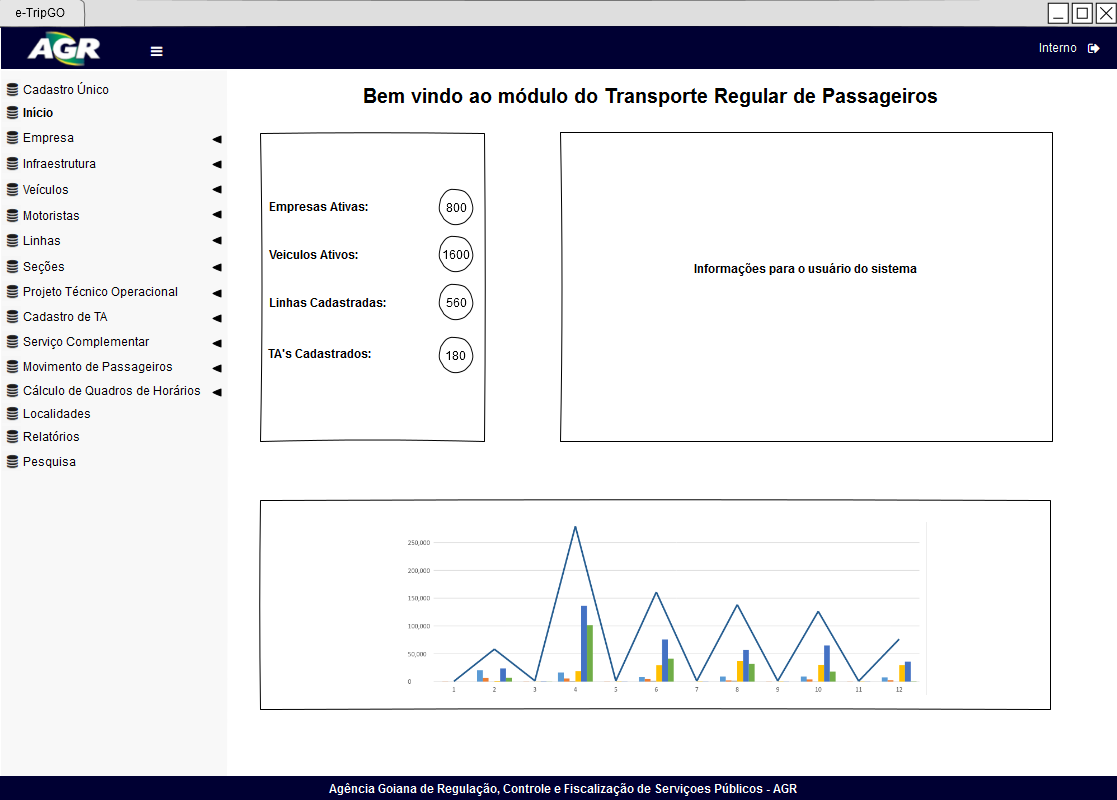 e-TripGO
AGR
Interno
Cadastro Único
Início
Empresa
Infraestrutura
Veículos
Motoristas
Linhas
Seções
Projeto Técnico Operacional
Cadastro de TA
Serviço Complementar
Movimento de Passageiros
Cálculo de Quadros de Horários
Localidades
Relatórios
Pesquisa
Bem vindo ao módulo do Transporte Regular de Passageiros
Empresas Ativas: 800
Veiculos Ativos: 1600
Linhas Cadastradas: 560
TA's Cadastrados: 180
Informações para o usuário do sistema
250,000
200,000
150,000
100,000
50,000
0
1 2 3 4 5 6 7 8 9 10 11 12
Agência Goiana de Regulação, Controle e Fiscalização de Serviçoes Públicos - AGR